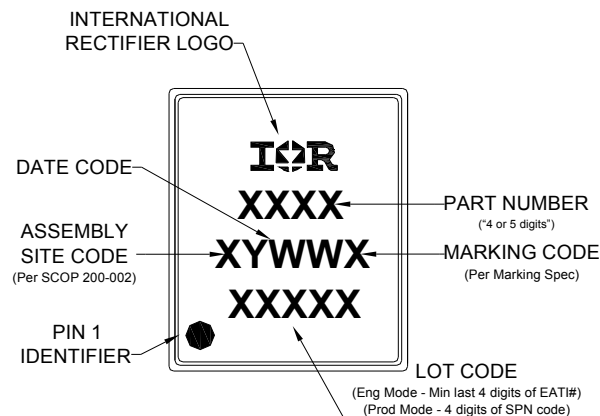 INTERNATIONAL
RECTIFIER LOGO
IOR
DATE CODE
XXXX
PART NUMBER
(“4 or 5 digits”)
ASSEMBLY
SITE CODE
(Per SCOP 200-002)
XYWWX
MARKING CODE
(Per Marking Spec)
XXXXX
PIN 1
IDENTIFIER
LOT CODE
(Eng Mode - Min last 4 digits of EATI#)
(Prod Mode - 4 digits of SPN code)